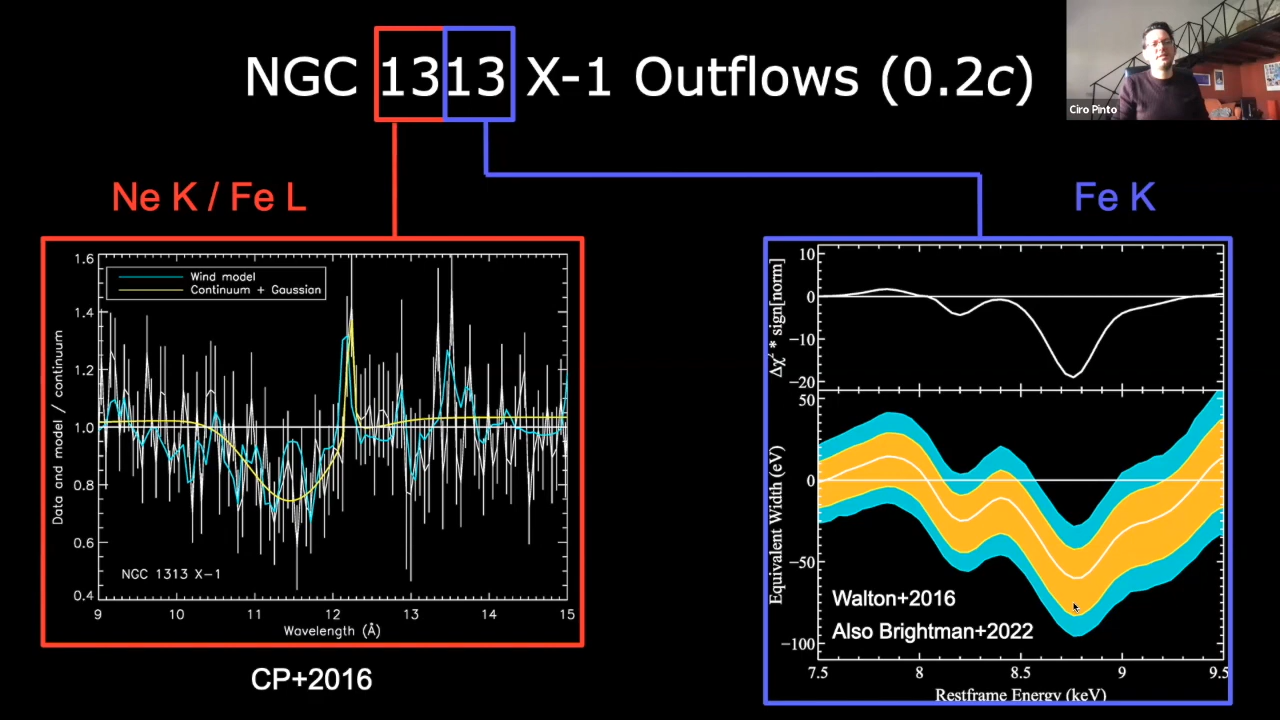 NGC 1313 X-1 Outflows (0.2c)
Ciro Pinto
Ne K / Fe L
Fe K
Data and model / continuum
1.6
1.4
1.2
1.0
0.8
0.6
0.4
Wind model
Continuum + Gaussian
NGC 1313 X-1
9 10 11 12 13 14 15
Wavelength (Å)
CP+2016
Δχ² * sign[norm]
10
0
−10
−20
Equivalent Width (eV)
50
0
−50
−100
Walton+2016
Also Brightman+2022
7.5 8 8.5 9 9.5
Restframe Energy (keV)